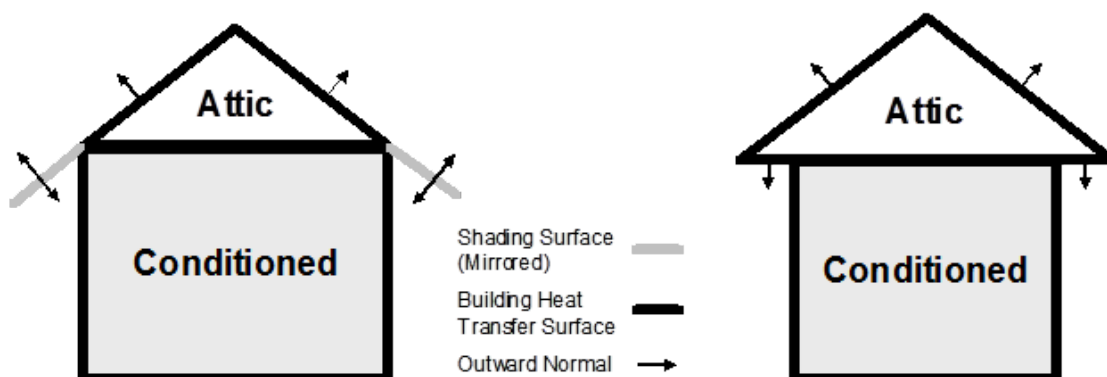 Attic
Conditioned
Shading Surface
(Mirrored)
Building Heat
Transfer Surface
Outward Normal
Attic
Conditioned